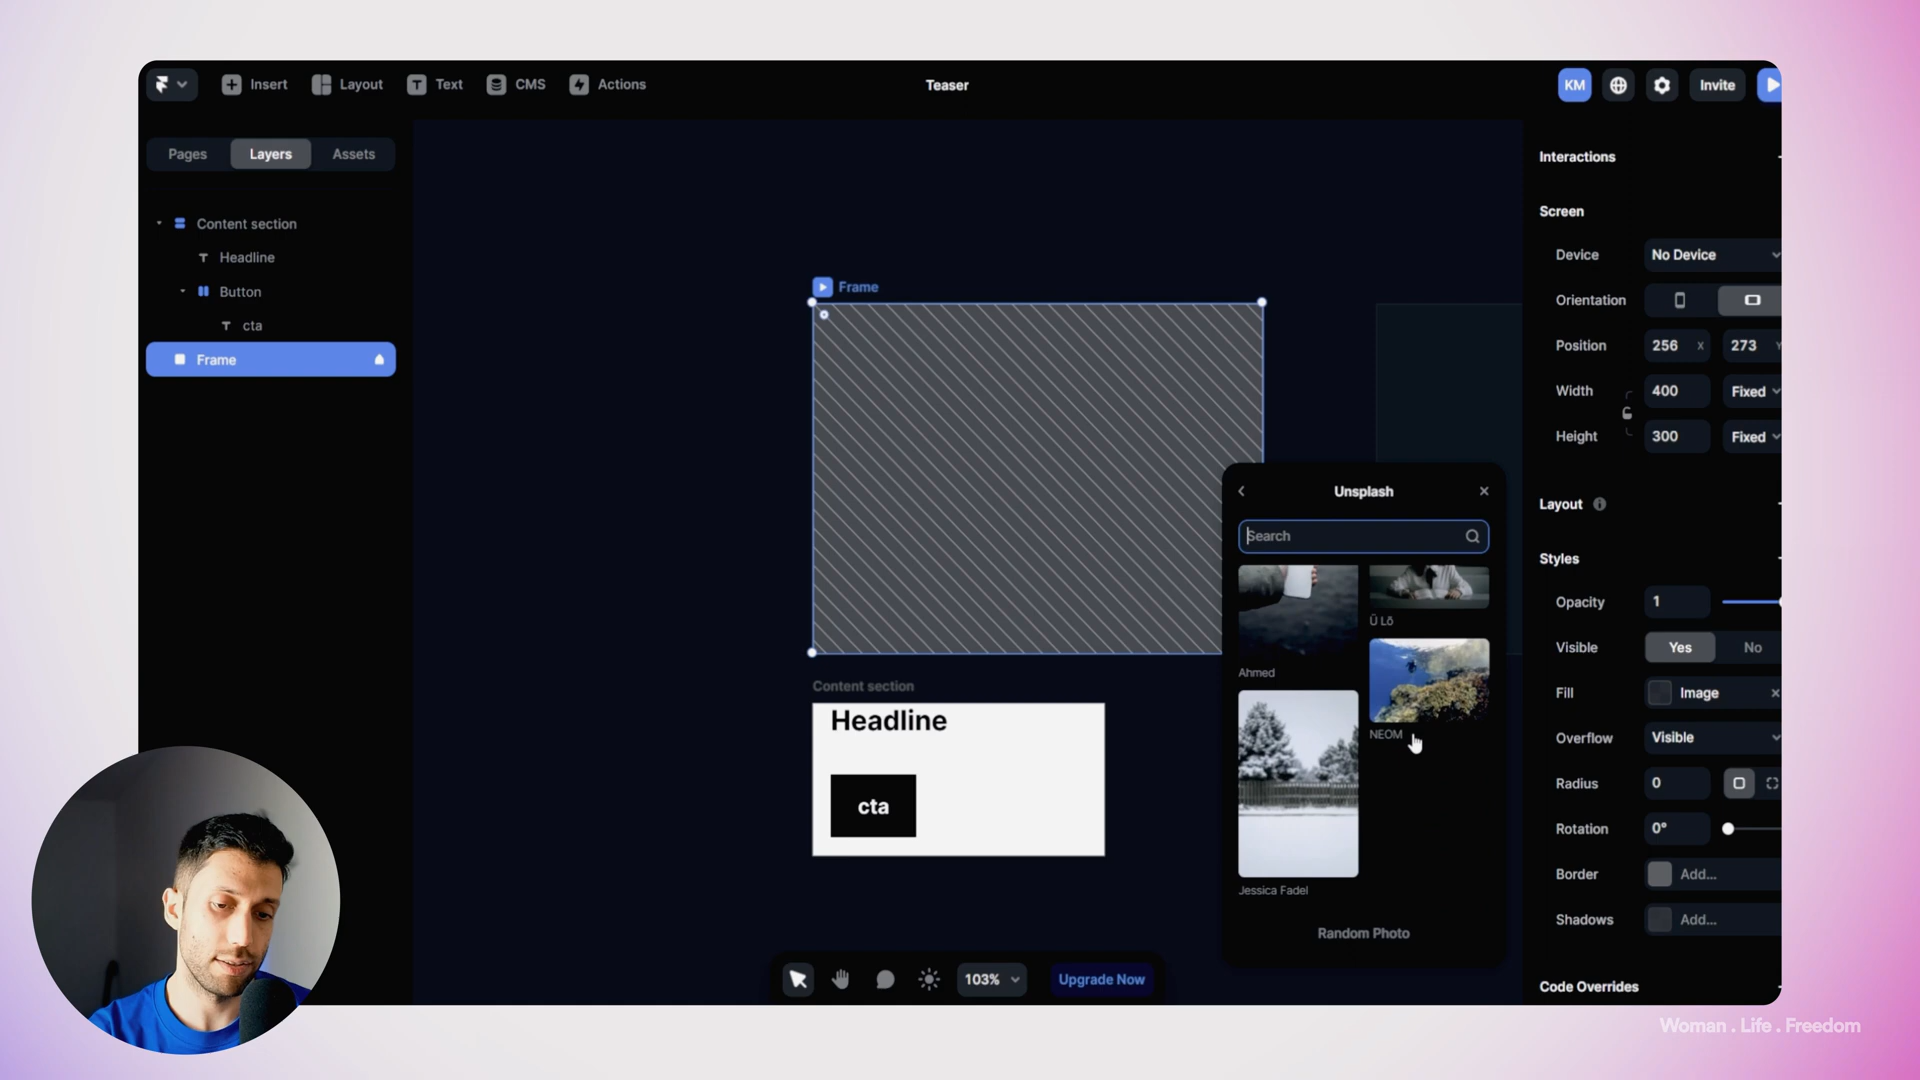 Insert
Layout
Text
CMS
Actions
Teaser
KM
Invite
Pages
Layers
Assets
Content section
Headline
Button
cta
Frame
Frame
Content section
Headline
cta
Unsplash
Search
Ahmed
Ū Lō
NEOM
Jessica Fadel
Random Photo
103%
Upgrade Now
Interactions
Screen
Device No Device
Orientation
Position 256 X 273 Y
Width 400 Fixed
Height 300 Fixed
Layout
Styles
Opacity 1
Visible Yes No
Fill Image
Overflow Visible
Radius 0
Rotation 0°
Border Add...
Shadows Add...
Code Overrides
Woman . Life . Freedom